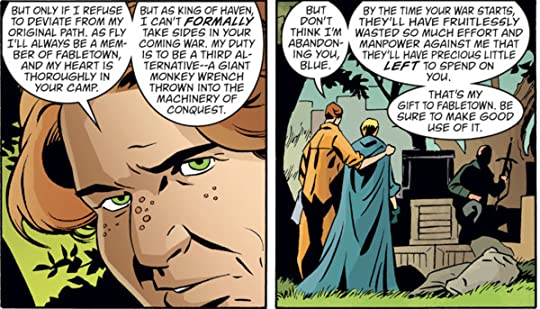 BUT ONLY IF I REFUSE
TO DEVIATE FROM MY
ORIGINAL PATH. AS FLY
I'LL ALWAYS BE A MEM-
BER OF FABLETOWN,
AND MY HEART IS
THOROUGHLY IN
YOUR CAMP.
BUT AS KING OF HAVEN,
I CAN'T FORMALLY
TAKE SIDES IN YOUR
COMING WAR. MY DUTY
IS TO BE A THIRD AL-
TERNATIVE--A GIANT
MONKEY WRENCH
THROWN INTO THE
MACHINERY OF
CONQUEST.
BUT
DON'T
THINK I'M
ABANDON-
ING YOU,
BLUE.
BY THE TIME YOUR WAR STARTS,
THEY'LL HAVE FRUITLESSLY
WASTED SO MUCH EFFORT AND
MANPOWER AGAINST ME THAT
THEY'LL HAVE PRECIOUS LITTLE
LEFT TO SPEND ON
YOU.
THAT'S MY
GIFT TO FABLETOWN. BE
SURE TO MAKE GOOD
USE OF IT.